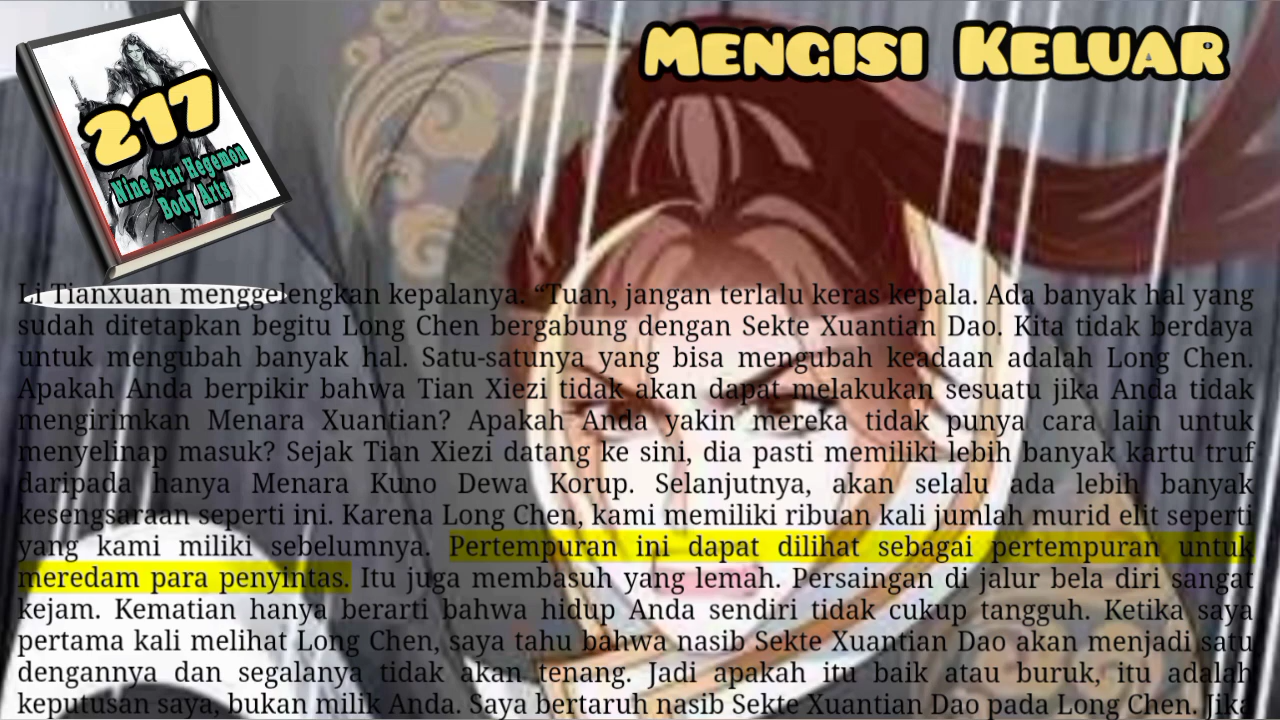 Mengisi Keluar
217
Nine Star Hegemon
Body Arts
Li Tianxuan menggelengkan kepalanya. “Tuan, jangan terlalu keras kepala. Ada banyak hal yang
sudah ditetapkan begitu Long Chen bergabung dengan Sekte Xuantian Dao. Kita tidak berdaya
untuk mengubah banyak hal. Satu-satunya yang bisa mengubah keadaan adalah Long Chen.
Apakah Anda berpikir bahwa Tian Xiezi tidak akan dapat melakukan sesuatu jika Anda tidak
mengirimkan Menara Xuantian? Apakah Anda yakin mereka tidak punya cara lain untuk
menyelinap masuk? Sejak Tian Xiezi datang ke sini, dia pasti memiliki lebih banyak kartu truf
daripada hanya Menara Kuno Dewa Korup. Selanjutnya, akan selalu ada lebih banyak
kesengsaraan seperti ini. Karena Long Chen, kami memiliki ribuan kali jumlah murid elit seperti
yang kami miliki sebelumnya. Pertempuran ini dapat dilihat sebagai pertempuran untuk
meredam para penyintas. Itu juga membasuh yang lemah. Persaingan di jalur bela diri sangat
kejam. Kematian hanya berarti bahwa hidup Anda sendiri tidak cukup tangguh. Ketika saya
pertama kali melihat Long Chen, saya tahu bahwa nasib Sekte Xuantian Dao akan menjadi satu
dengannya dan segalanya tidak akan tenang. Jadi apakah itu baik atau buruk, itu adalah
keputusan saya, bukan milik Anda. Saya bertaruh nasib Sekte Xuantian Dao pada Long Chen. Jika